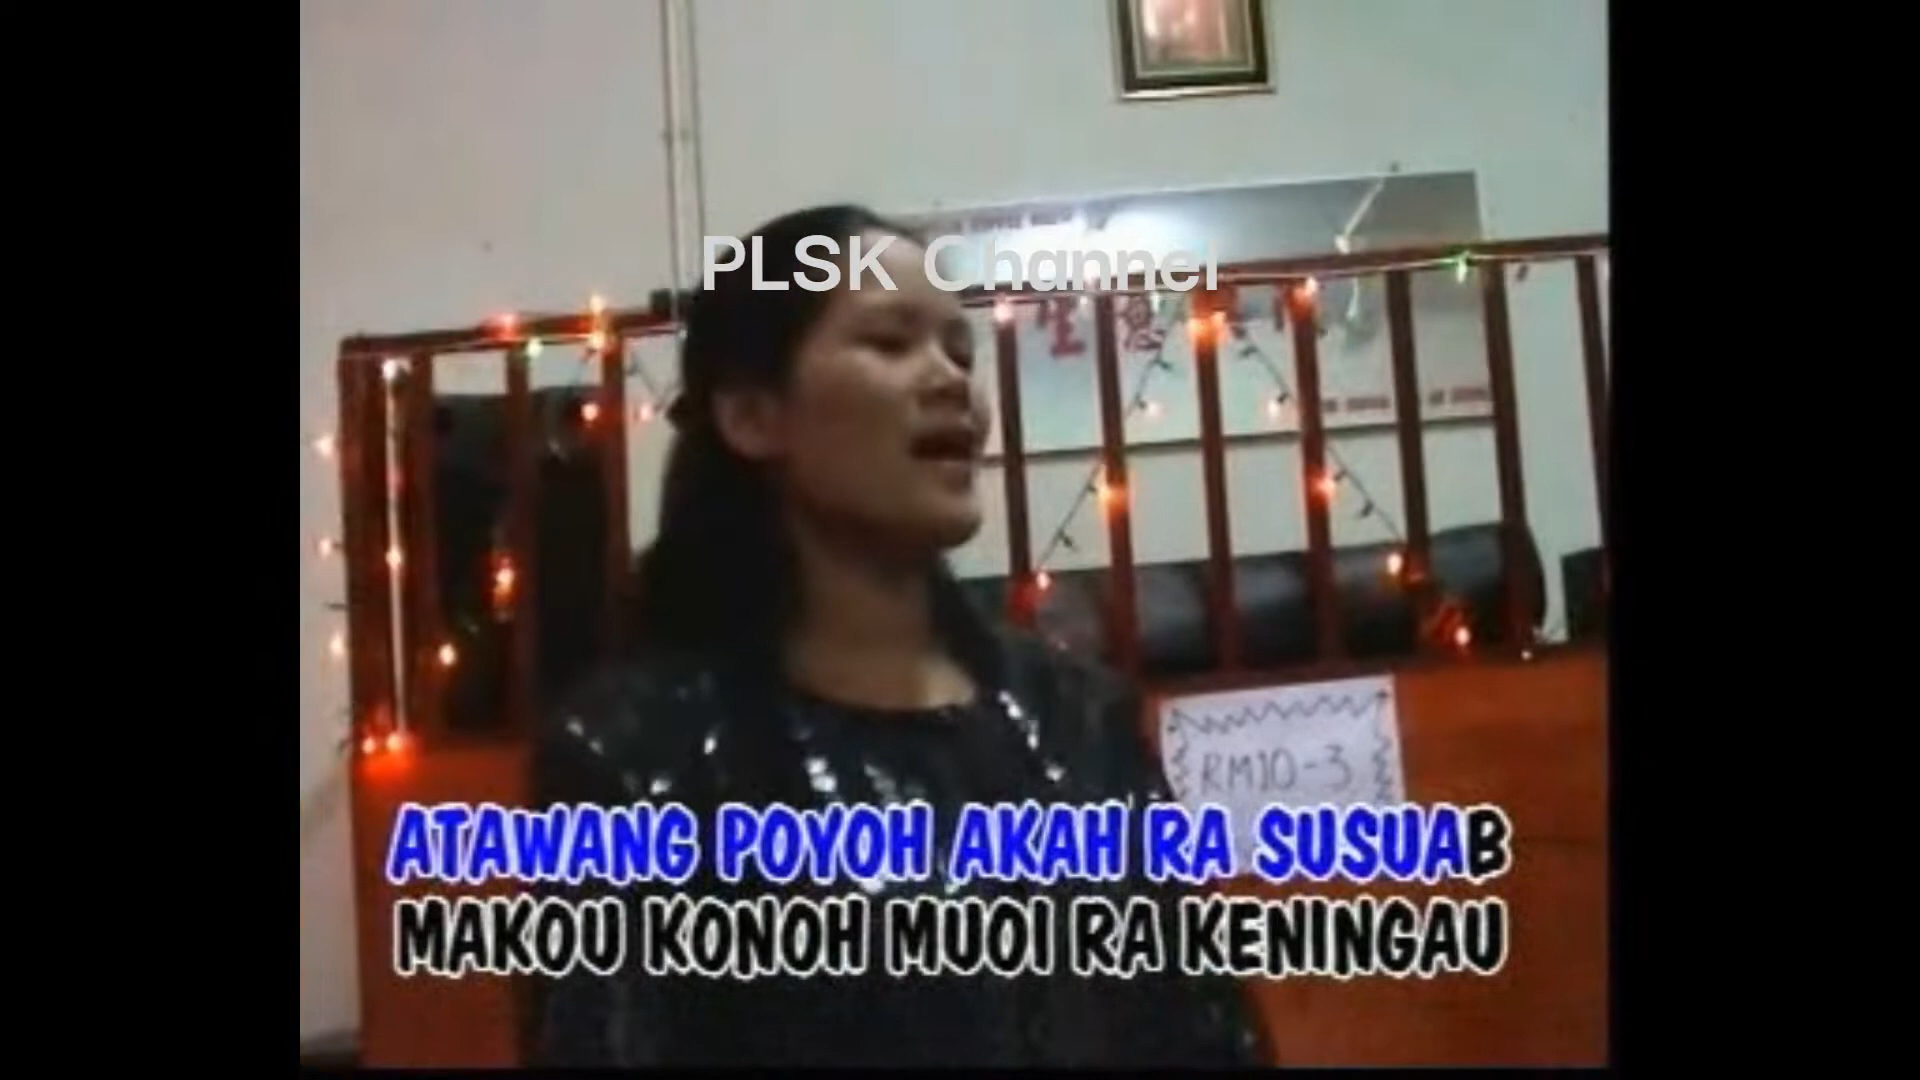 PLSK Channel
RM10-3
ATAWANG POYOH AKAH RA SUSUAB
MAKOU KONOH MUOI RA KENINGAU